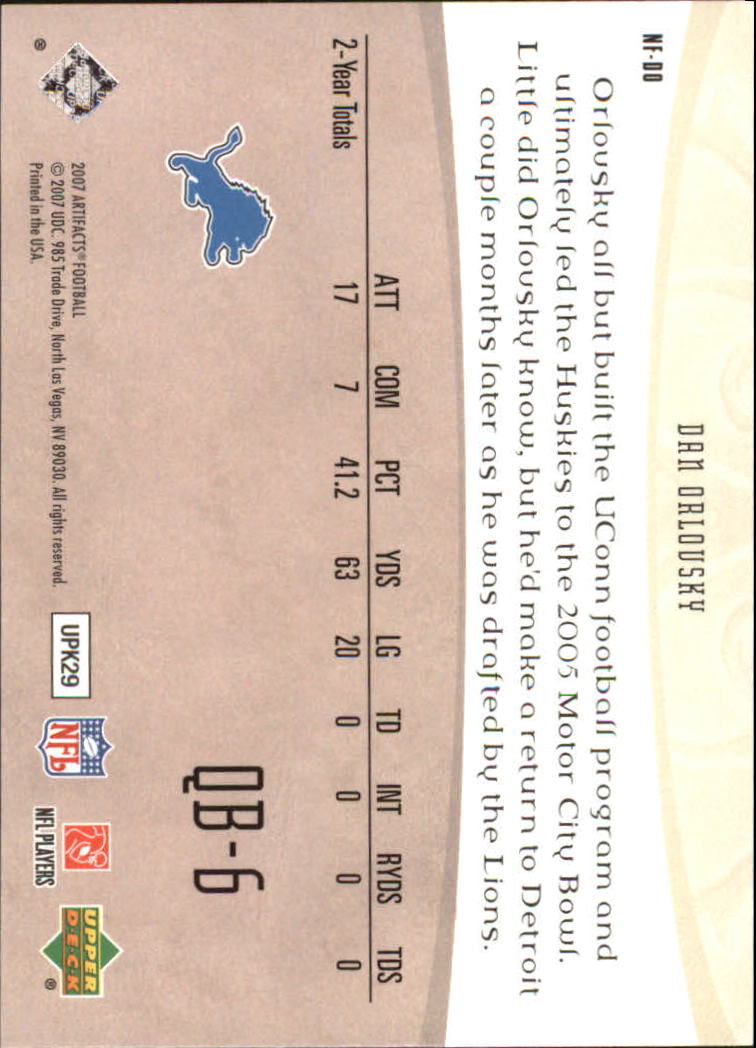 DAN ORLOVSKY
NF-DO
Orlovsky all but built the UConn football program and
ultimately led the Huskies to the 2005 Motor City Bowl.
Little did Orlovsky know, but he'd make a return to Detroit
a couple months later as he was drafted by the Lions.
ATT COM PCT YDS LG TD INT RYDS TDS
2-Year Totals 17 7 41.2 63 20 0 0 0 0
QB-6
2007 ARTIFACTS® FOOTBALL
© 2007 UDC. 985 Trade Drive, North Las Vegas, NV 89030. All rights reserved.
Printed in the USA.
®
UPK29
NFL
NFL PLAYERS
UPPER
DECK
®